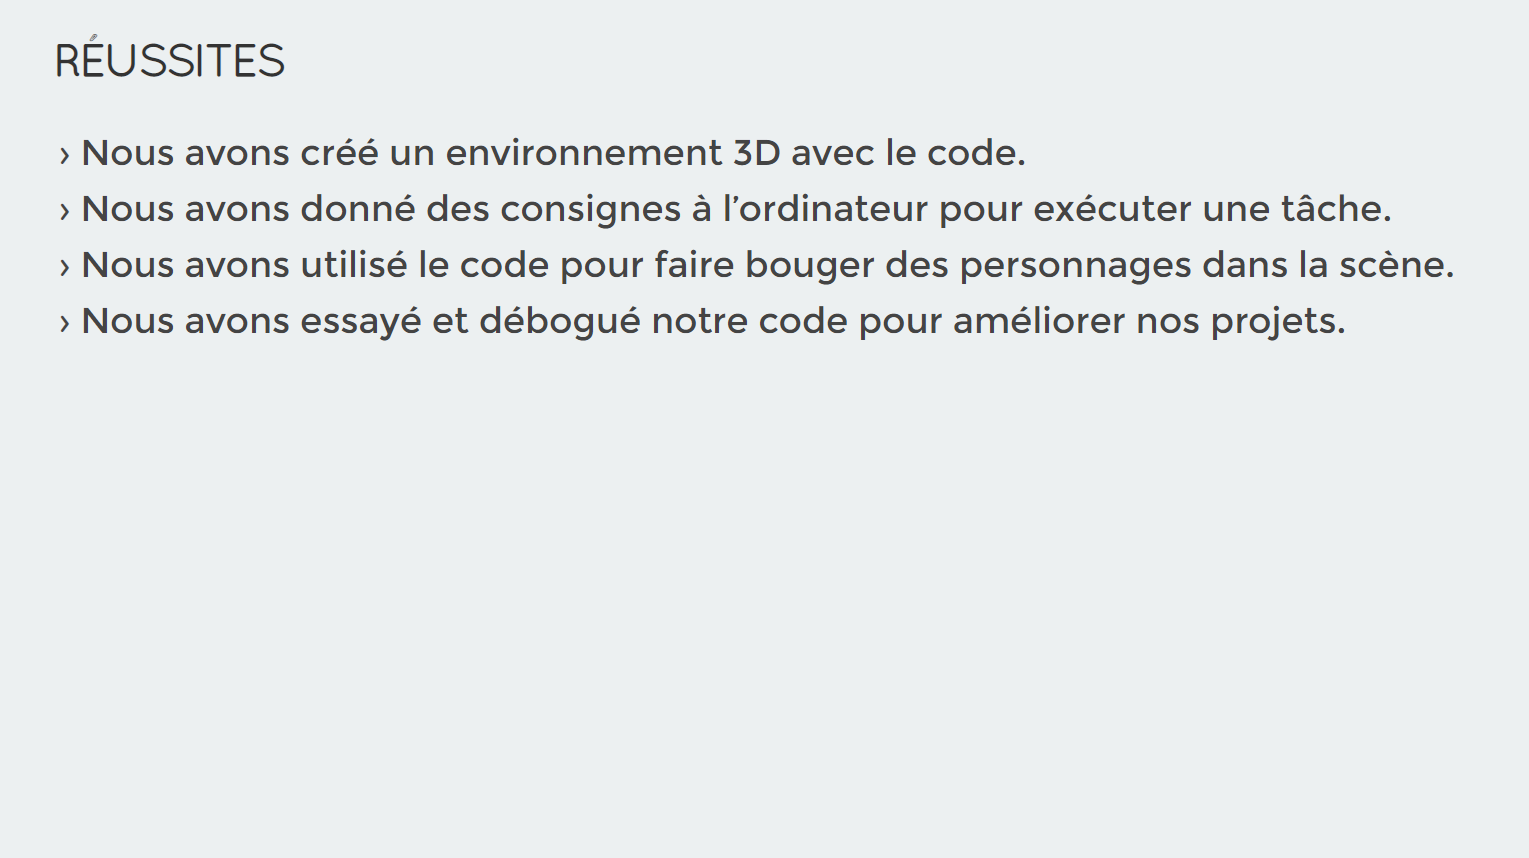 RÉUSSITES
› Nous avons créé un environnement 3D avec le code.
› Nous avons donné des consignes à l’ordinateur pour exécuter une tâche.
› Nous avons utilisé le code pour faire bouger des personnages dans la scène.
› Nous avons essayé et débogué notre code pour améliorer nos projets.